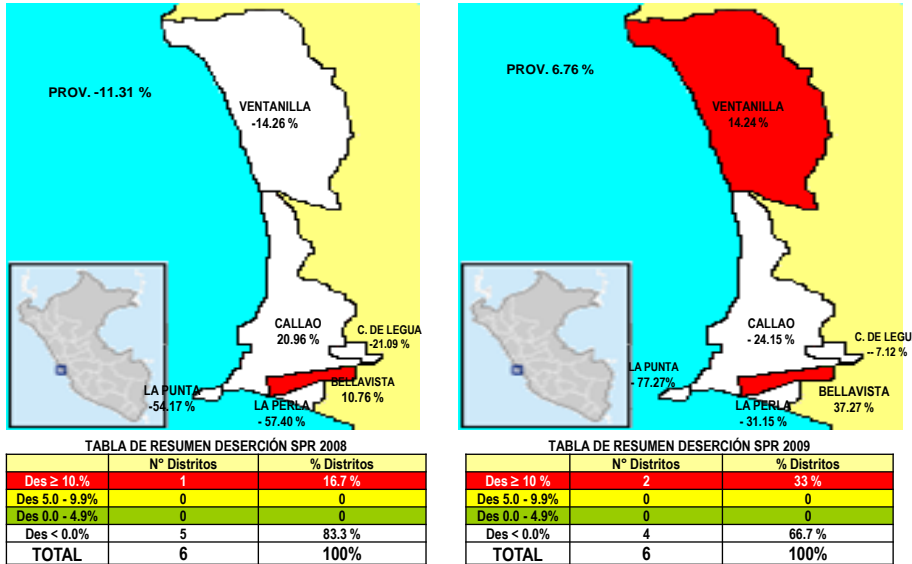 PROV. -11.31 %
VENTANILLA
-14.26 %
CALLAO
20.96 %
C. DE LEGUA
-21.09 %
LA PUNTA
-54.17 %
BELLAVISTA
10.76 %
LA PERLA
- 57.40 %
TABLA DE RESUMEN DESERCIÓN SPR 2008
N° Distritos % Distritos
Des ≥ 10.% 1 16.7 %
Des 5.0 - 9.9% 0 0
Des 0.0 - 4.9% 0 0
Des < 0.0% 5 83.3 %
TOTAL 6 100%
PROV. 6.76 %
VENTANILLA
14.24 %
CALLAO
- 24.15 %
C. DE LEGU
-- 7.12 %
LA PUNTA
- 77.27%
BELLAVISTA
37.27 %
LA PERLA
- 31.15 %
TABLA DE RESUMEN DESERCIÓN SPR 2009
N° Distritos % Distritos
Des ≥ 10 % 2 33 %
Des 5.0 - 9.9% 0 0
Des 0.0 - 4.9% 0 0
Des < 0.0% 4 66.7 %
TOTAL 6 100%